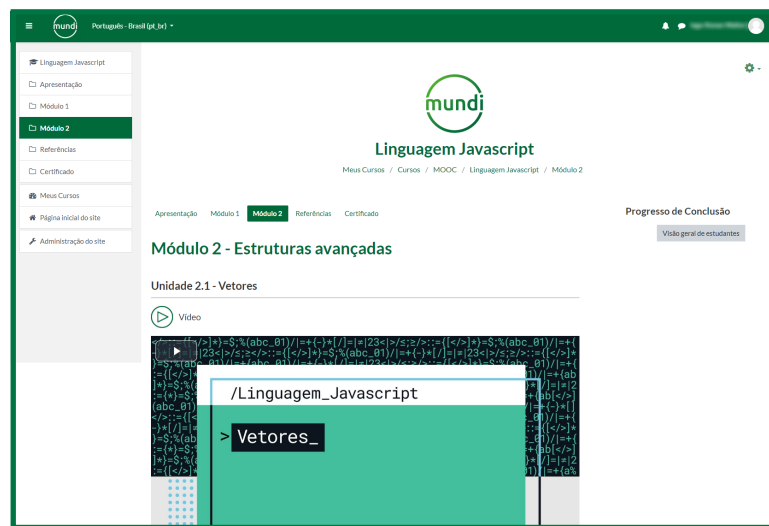 mundi
Português - Brasil (pt_br)
Linguagem Javascript
Apresentação
Módulo 1
Módulo 2
Referências
Certificado
Meus Cursos
Página inicial do site
Administração do site
mundi
Linguagem Javascript
Meus Cursos / Cursos / MOOC / Linguagem Javascript / Módulo 2
Apresentação Módulo 1 Módulo 2 Referências Certificado
Progresso de Conclusão
Visão geral de estudantes
Módulo 2 - Estruturas avançadas
Unidade 2.1 - Vetores
Vídeo
/Linguagem_Javascript
> Vetores_